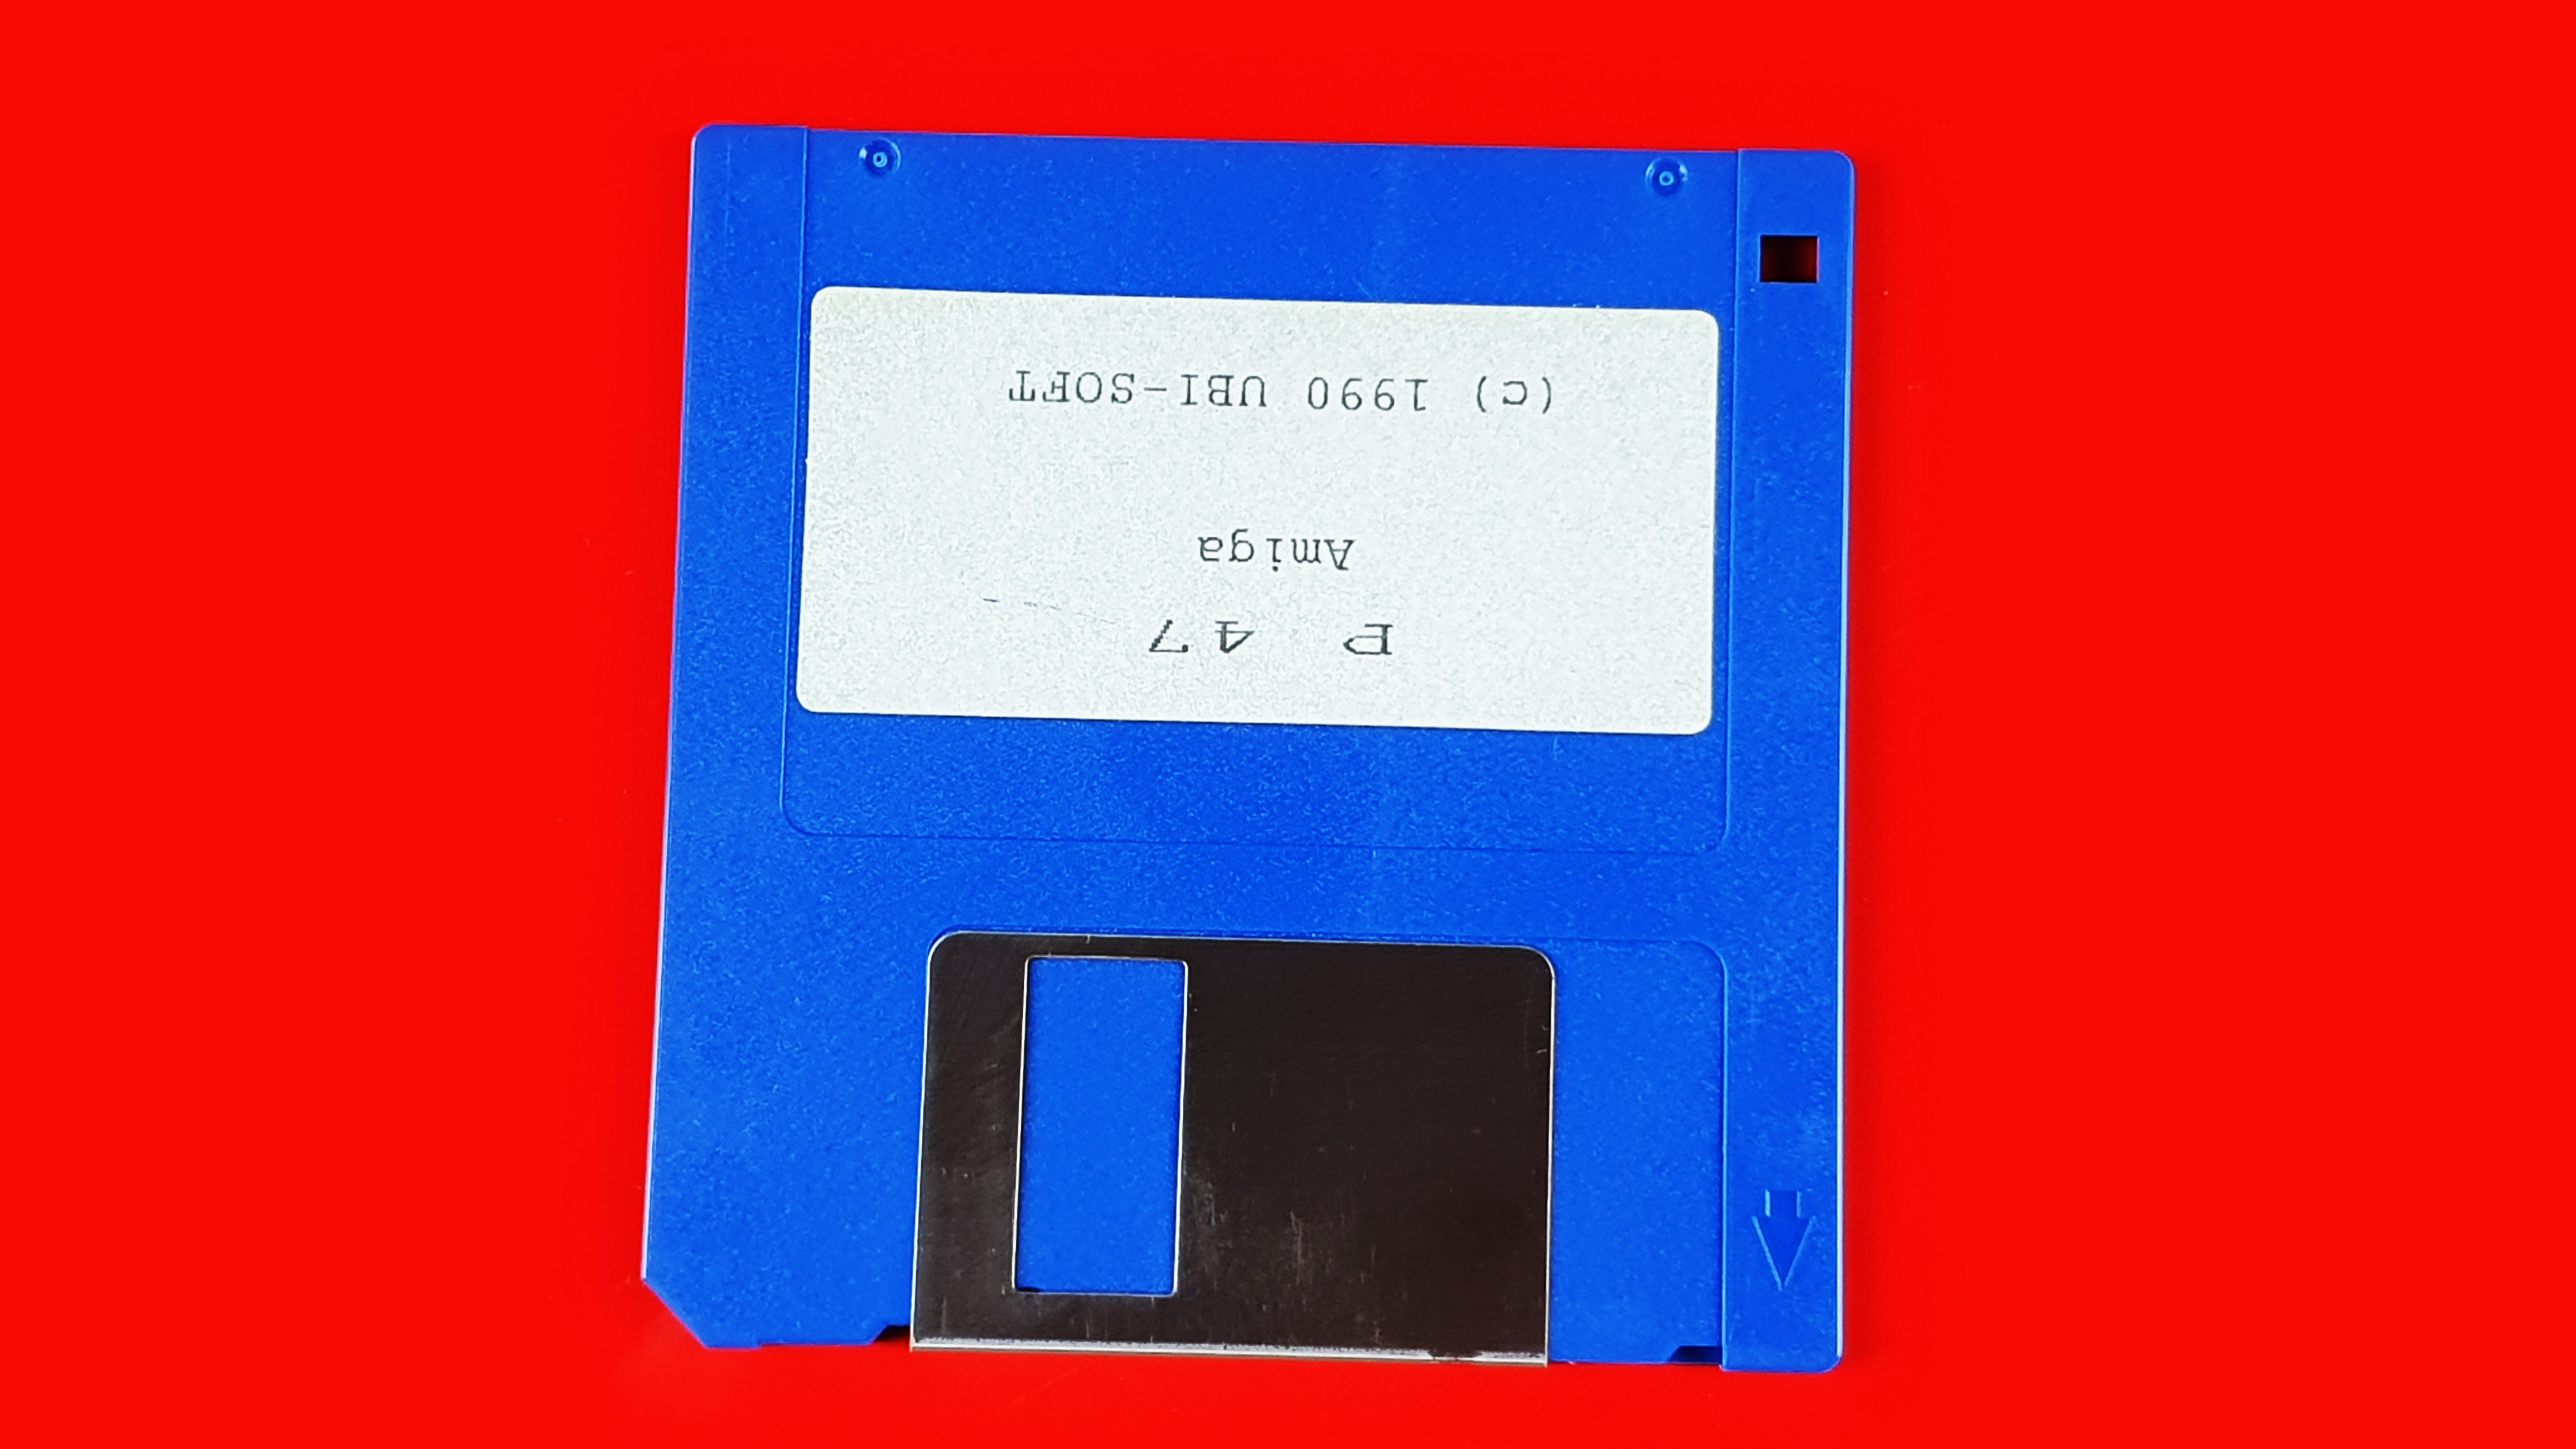 P 47
Amiga
(c) 1990 UBI-SOFT